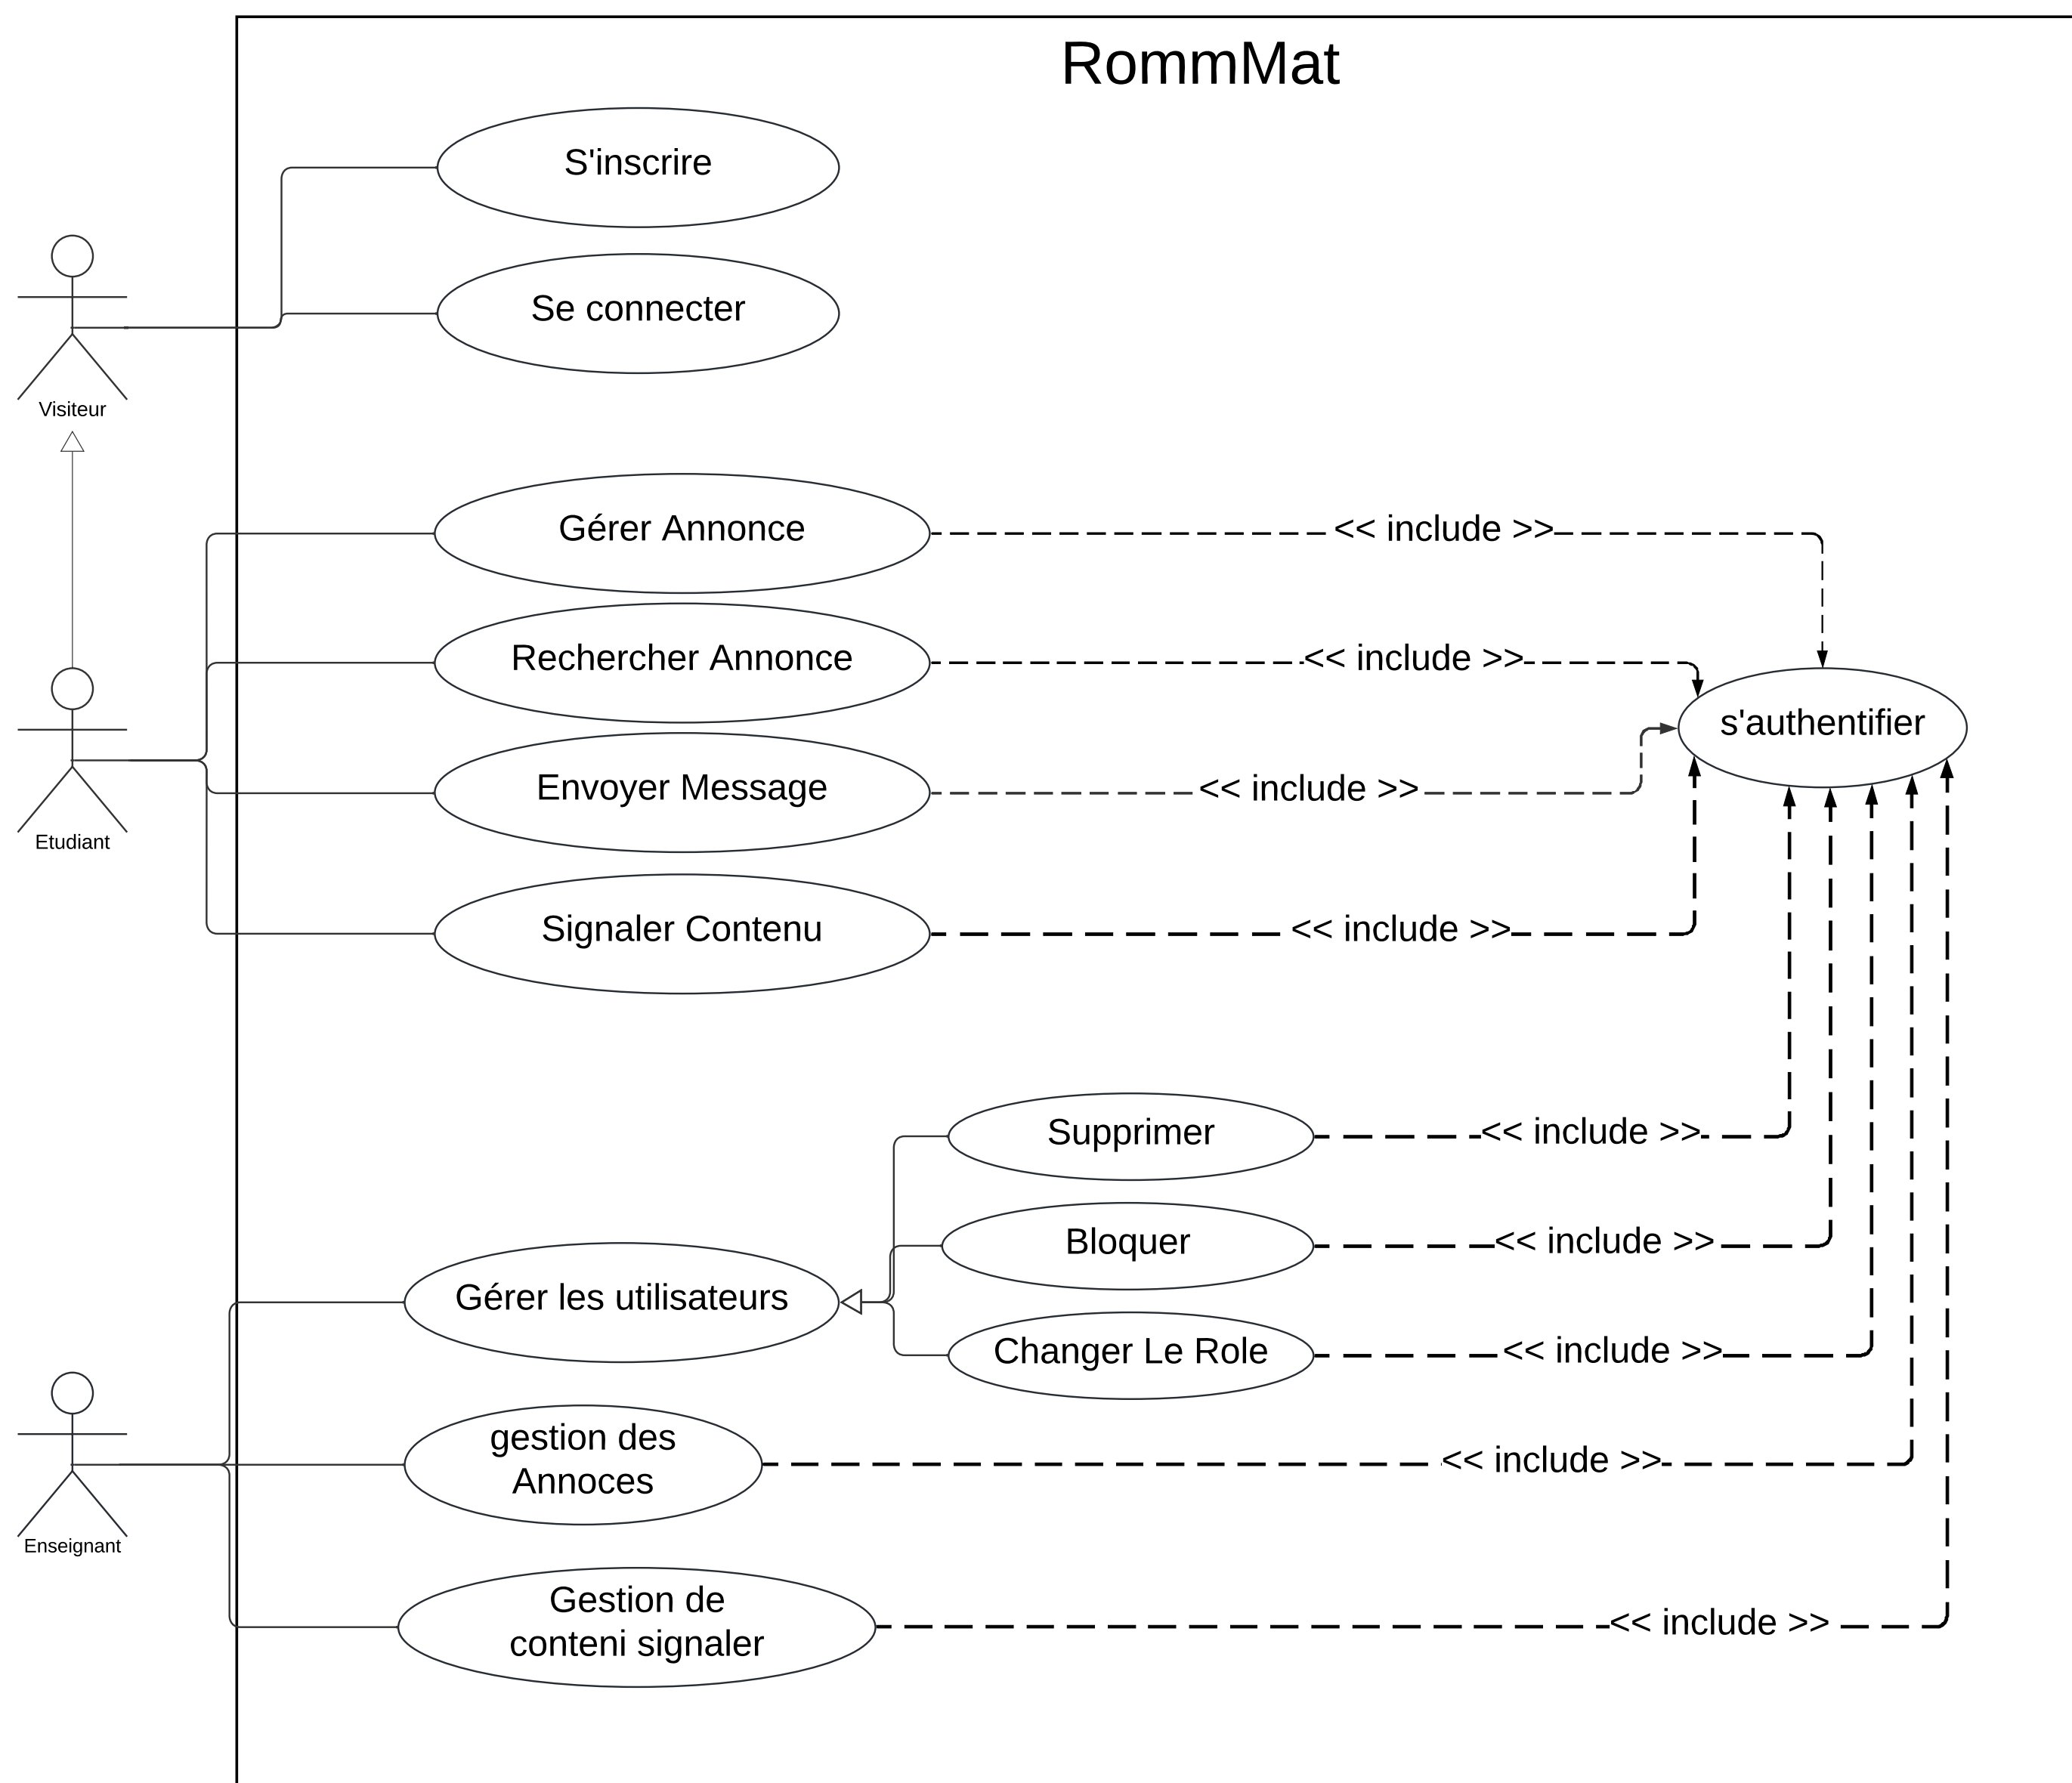 RommMat
S'inscrire
Se connecter
Visiteur
Gérer Annonce
<< include >>
Rechercher Annonce
<< include >>
s'authentifier
Envoyer Message
<< include >>
Etudiant
Signaler Contenu
<< include >>
Supprimer
<< include >>
Bloquer
<< include >>
Gérer les utilisateurs
Changer Le Role
<< include >>
gestion des
Annoces
<< include >>
Enseignant
Gestion de
conteni signaler
<< include >>